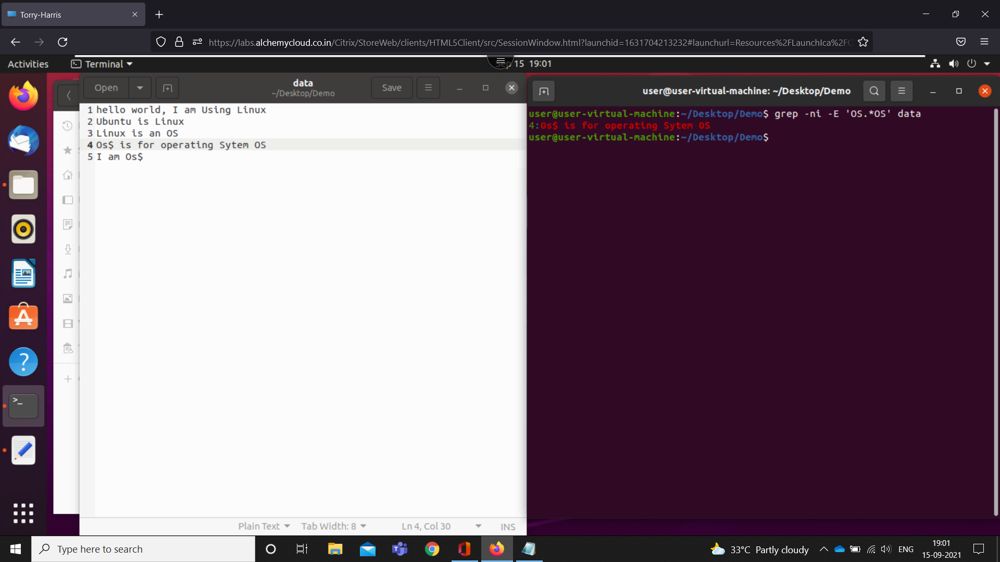 Torry-Harris
https://labs.alchemycloud.co.in/Citrix/StoreWeb/clients/HTML5Client/src/SessionWindow.html?launchid=1631704213232#launchurl=Resources%2FLaunchIca%2FC
Activities
Terminal
Sep 15 19:01
Open
data
~/Desktop/Demo
Save
1 hello world, I am Using Linux
2 Ubuntu is Linux
3 Linux is an OS
4 Os$ is for operating Sytem OS
5 I am Os$
Plain Text
Tab Width: 8
Ln 4, Col 30
INS
user@user-virtual-machine: ~/Desktop/Demo
user@user-virtual-machine:~/Desktop/Demo$ grep -ni -E 'OS.*OS' data
4:Os$ is for operating Sytem OS
user@user-virtual-machine:~/Desktop/Demo$
Type here to search
33°C Partly cloudy
ENG
19:01
15-09-2021